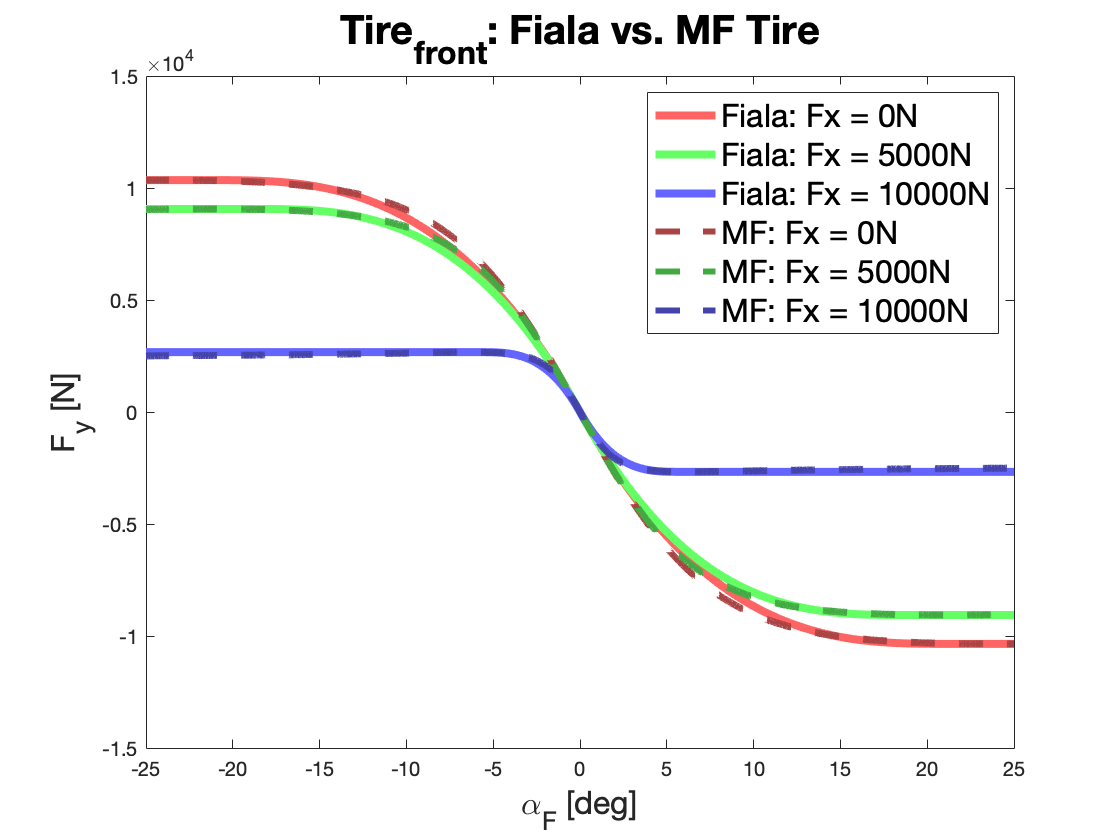 Tire_front: Fiala vs. MF Tire
×10^4
1.5
1
0.5
0
-0.5
-1
-1.5
F_y [N]
Fiala: Fx = 0N
Fiala: Fx = 5000N
Fiala: Fx = 10000N
MF: Fx = 0N
MF: Fx = 5000N
MF: Fx = 10000N
-25 -20 -15 -10 -5 0 5 10 15 20 25
α_F [deg]